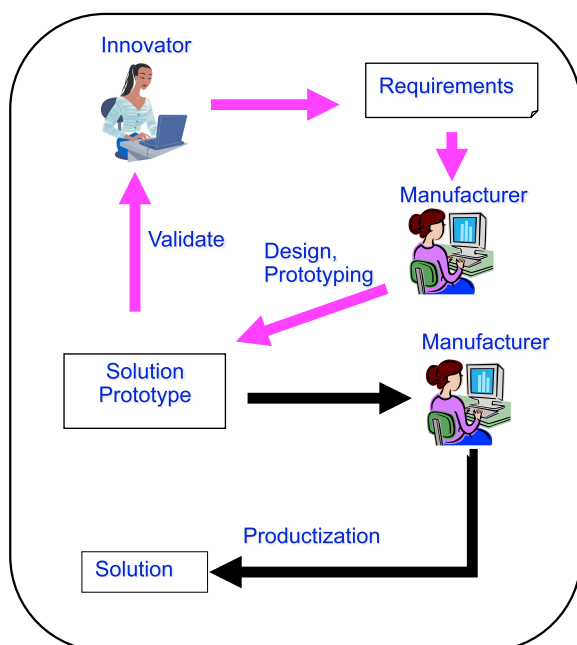 Innovator
Requirements
Manufacturer
Validate
Design,
Prototyping
Manufacturer
Solution
Prototype
Productization
Solution